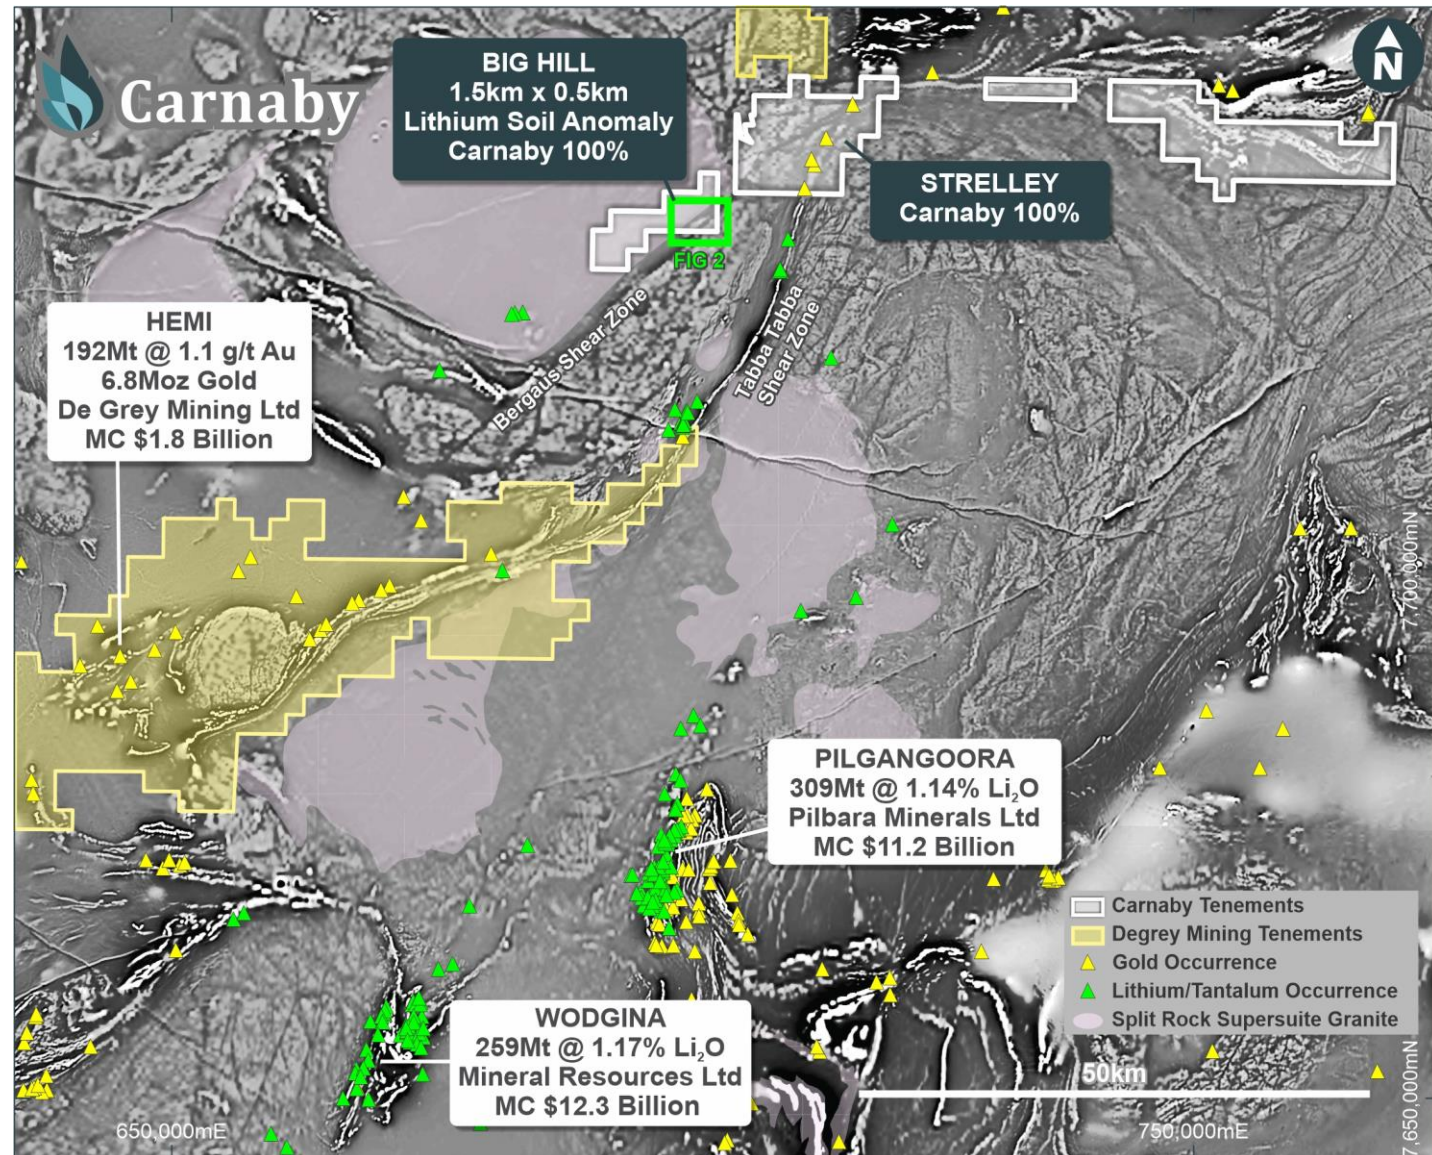 Carnaby
BIG HILL
1.5km x 0.5km
Lithium Soil Anomaly
Carnaby 100%
N
STRELLEY
Carnaby 100%
FIG 2
HEMI
192Mt @ 1.1 g/t Au
6.8Moz Gold
De Grey Mining Ltd
MC $1.8 Billion
Bergaus Shear Zone
Tabba Tabba
Shear Zone
7,700,000mN
PILGANGOORA
309Mt @ 1.14% Li₂O
Pilbara Minerals Ltd
MC $11.2 Billion
Carnaby Tenements
Degrey Mining Tenements
Gold Occurrence
Lithium/Tantalum Occurrence
Split Rock Supersuite Granite
WODGINA
259Mt @ 1.17% Li₂O
Mineral Resources Ltd
MC $12.3 Billion
50km
650,000mE
750,000mE
7,650,000mN